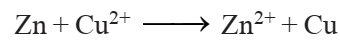 Zn + Cu²⁺ ⟶ Zn²⁺ + Cu